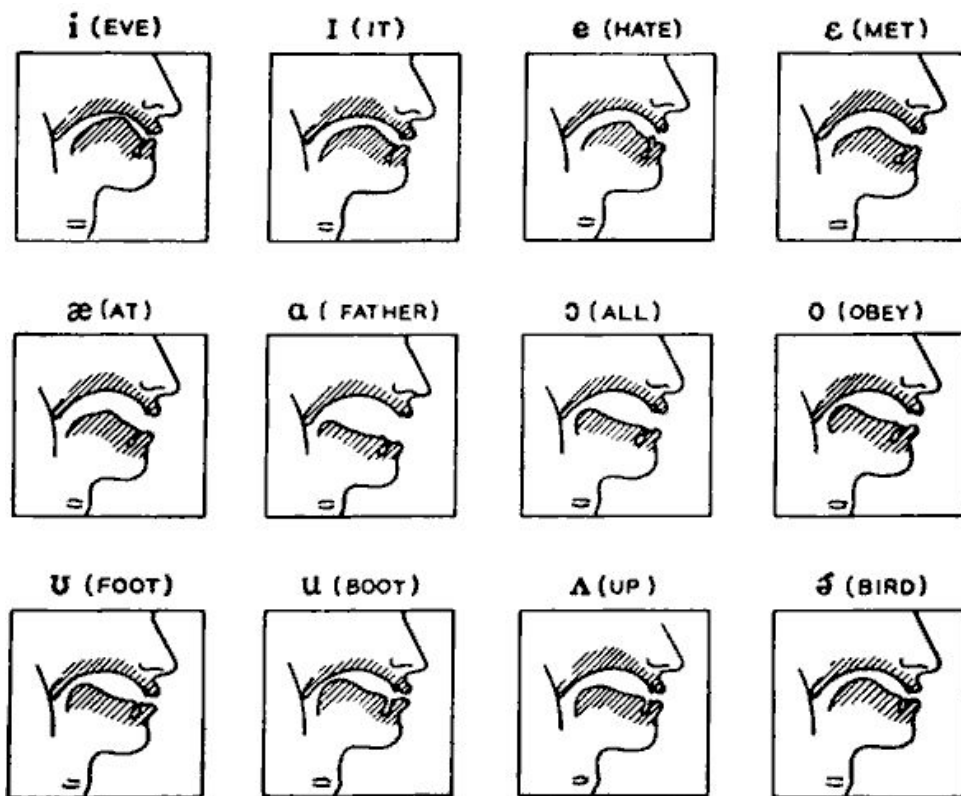 i (EVE) I (IT) e (HATE) ɛ (MET)
æ (AT) ɑ (FATHER) ɔ (ALL) o (OBEY)
ʊ (FOOT) u (BOOT) ʌ (UP) ɝ (BIRD)